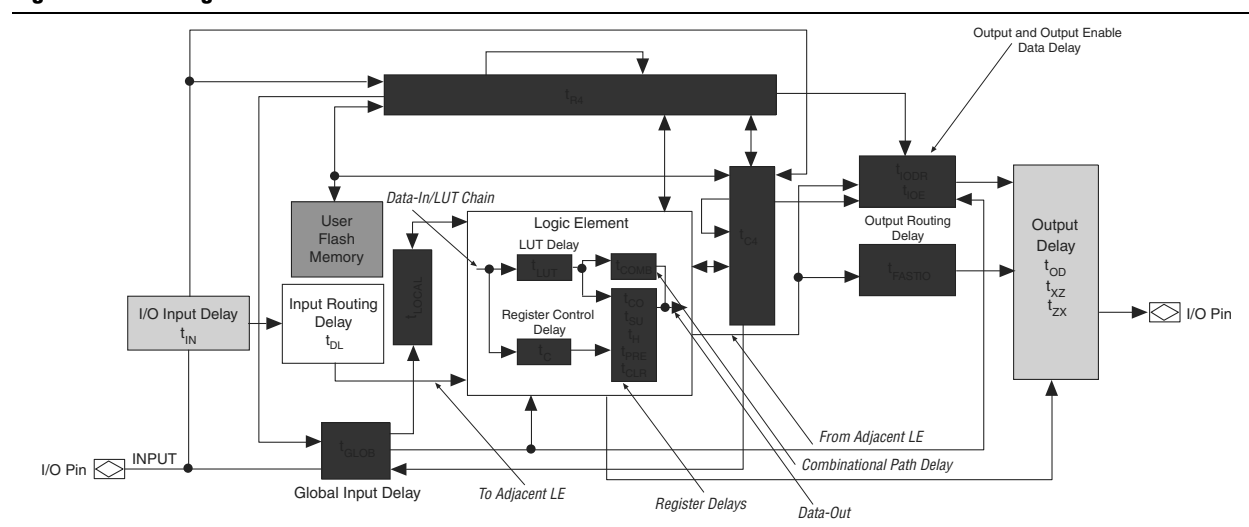 Output and Output Enable
Data Delay
tR4
tIODR
tIOE
Data-In/LUT Chain
User
Flash
Memory
Logic Element
LUT Delay
tLUT
tCOMB
tC4
Output Routing
Delay
tFASTIO
Output
Delay
tOD
tXZ
tZX
I/O Pin
I/O Input Delay
tIN
Input Routing
Delay
tDL
tLOCAL
Register Control
Delay
tC
tCO
tSU
tH
tPRE
tCLR
From Adjacent LE
tGLOB
I/O Pin
INPUT
Global Input Delay
To Adjacent LE
Combinational Path Delay
Register Delays
Data-Out